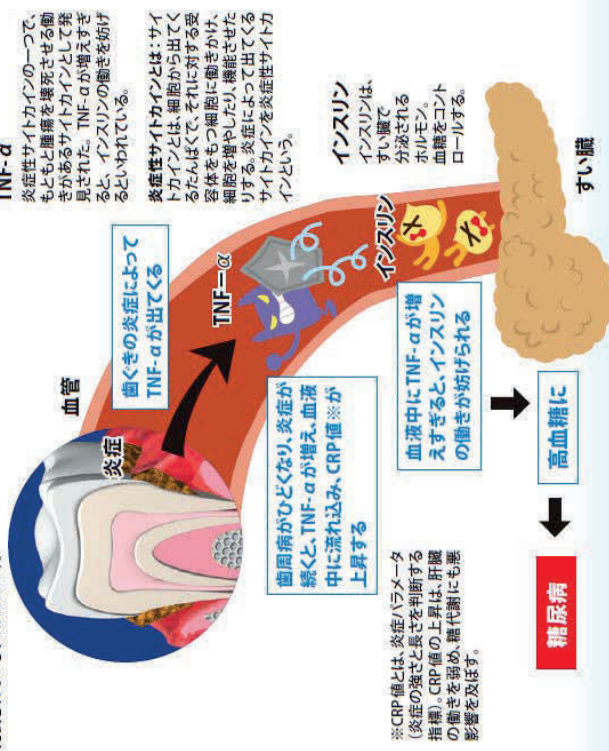 TNF-α
炎症性サイトカインの一つで、
もともと腫瘍を壊死させる働
きがあるサイトカインとして発
見された。TNF-αが増えすぎ
ると、インスリンの働きを妨げ
るといわれている。
炎症性サイトカインとは：サイ
トカインとは、細胞から出てく
るたんぱくで、それに対する受
容体をもつ細胞に働きかけ、
細胞を増やしたり、機能させた
りする。炎症によって出てくる
サイトカインを炎症性サイトカ
インという。
血管
炎症
歯ぐきの炎症によって
TNF-αが出てくる
TNF－α
歯周病がひどくなり、炎症が
続くと、TNF-αが増え、血液
中に流れ込み、CRP値※が
上昇する
インスリン
インスリン
インスリンは、
すい臓で
分泌される
ホルモン。
血糖をコント
ロールする。
血液中にTNF-αが増
えすぎると、インスリン
の働きが妨げられる
すい臓
高血糖に
糖尿病
※CRP値とは、炎症パラメータ
（炎症の強さと長さを判断する
指標）。CRP値の上昇は、肝臓
の働きを弱め、糖代謝にも悪
影響を及ぼす。